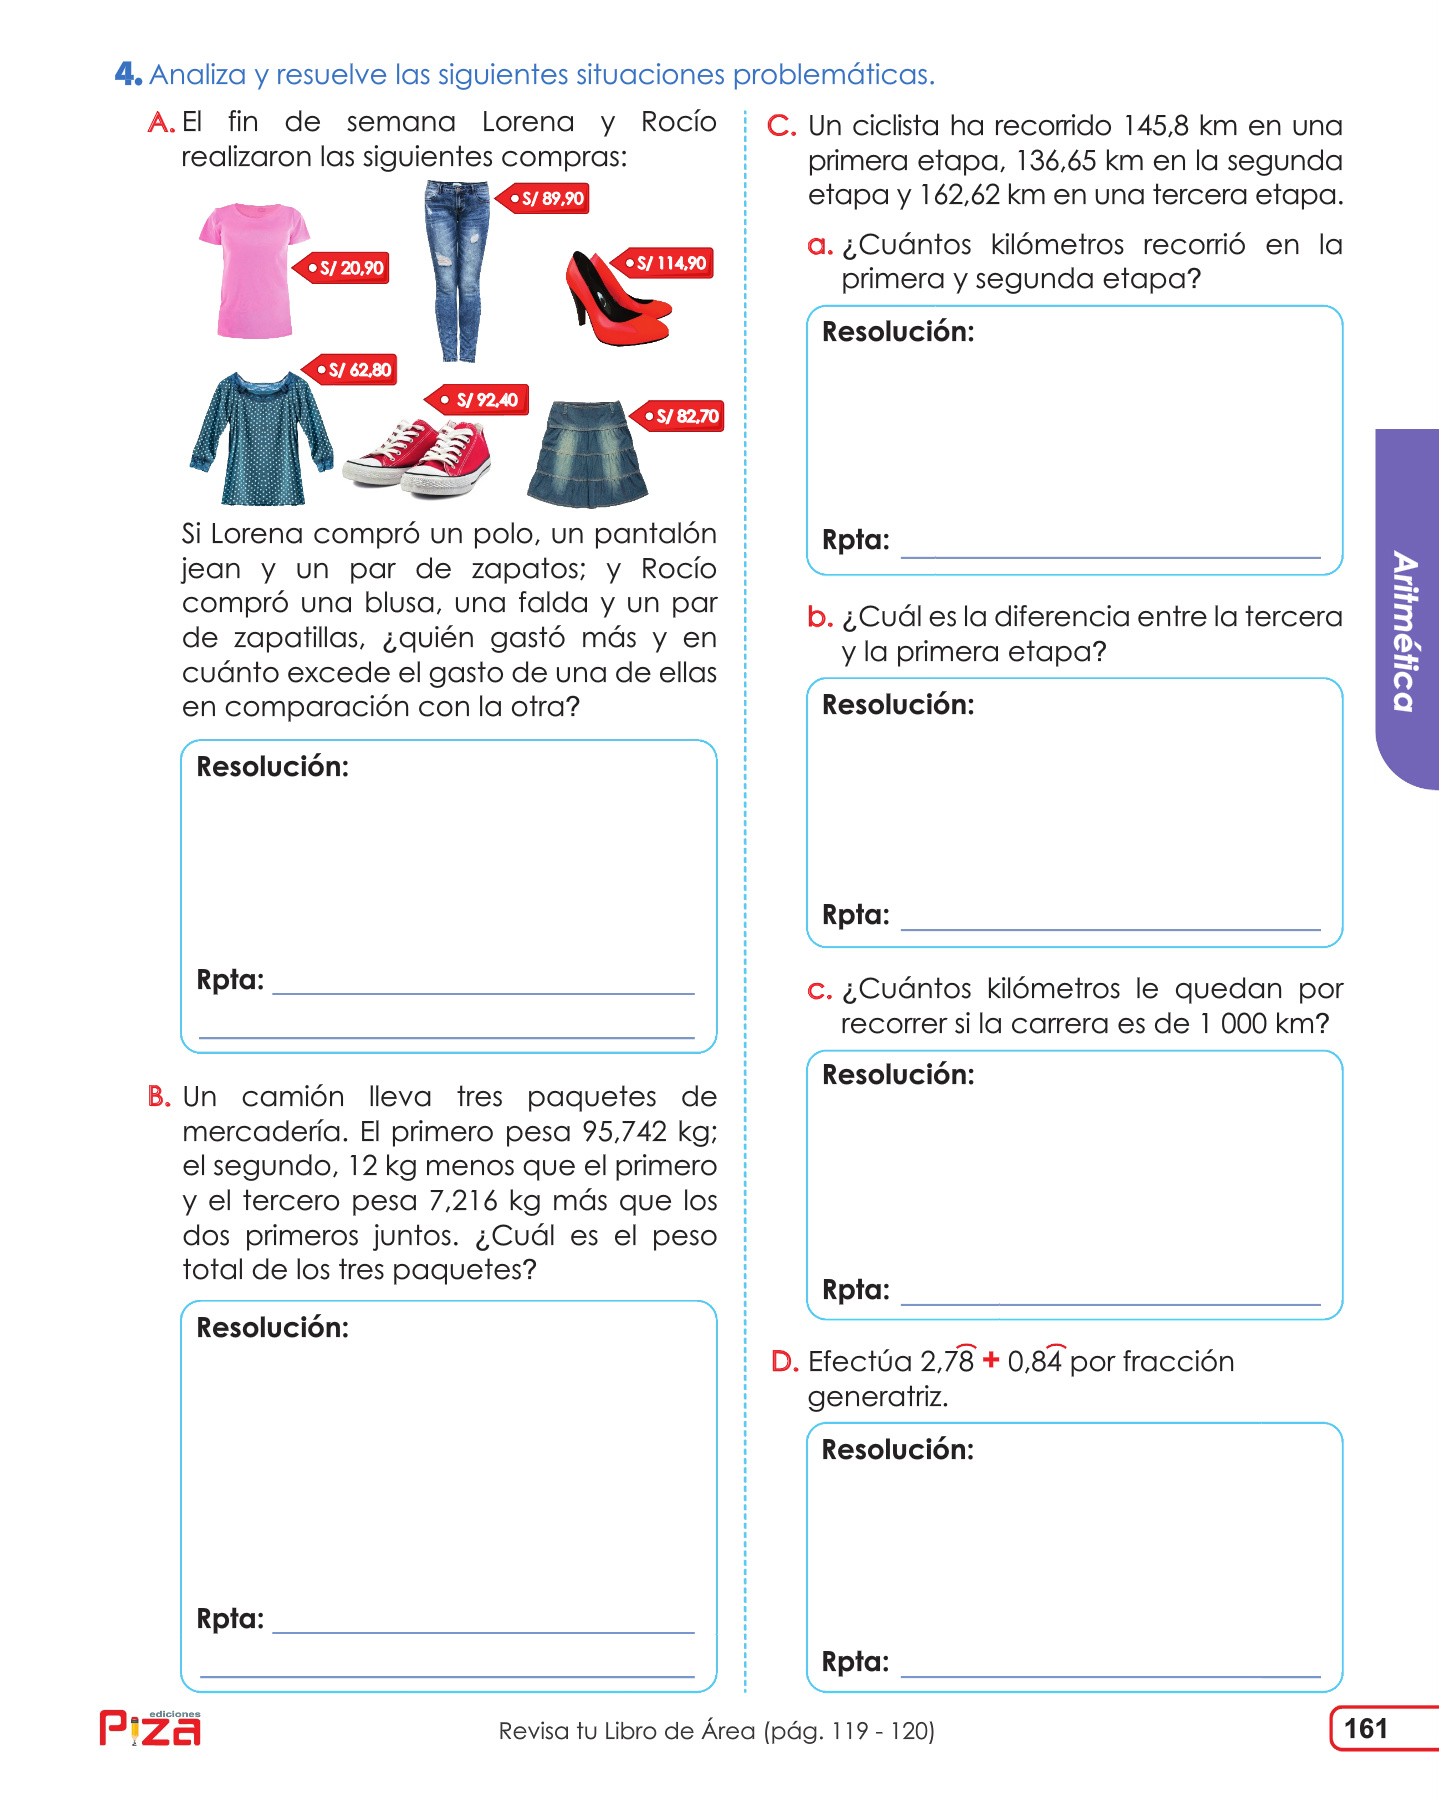 4. Analiza y resuelve las siguientes situaciones problemáticas.
A. El fin de semana Lorena y Rocío
realizaron las siguientes compras:
S/ 89,90
S/ 20,90
S/ 114,90
S/ 62,80
S/ 92,40
S/ 82,70
Si Lorena compró un polo, un pantalón
jean y un par de zapatos; y Rocío
compró una blusa, una falda y un par
de zapatillas, ¿quién gastó más y en
cuánto excede el gasto de una de ellas
en comparación con la otra?
Resolución:
Rpta:
B. Un camión lleva tres paquetes de
mercadería. El primero pesa 95,742 kg;
el segundo, 12 kg menos que el primero
y el tercero pesa 7,216 kg más que los
dos primeros juntos. ¿Cuál es el peso
total de los tres paquetes?
Resolución:
Rpta:
C. Un ciclista ha recorrido 145,8 km en una
primera etapa, 136,65 km en la segunda
etapa y 162,62 km en una tercera etapa.
a. ¿Cuántos kilómetros recorrió en la
primera y segunda etapa?
Resolución:
Rpta:
b. ¿Cuál es la diferencia entre la tercera
y la primera etapa?
Resolución:
Rpta:
c. ¿Cuántos kilómetros le quedan por
recorrer si la carrera es de 1 000 km?
Resolución:
Rpta:
D. Efectúa 2,78͡ + 0,84͡ por fracción
generatriz.
Resolución:
Rpta:
Aritmética
ediciones
Piza
Revisa tu Libro de Área (pág. 119 - 120)
161